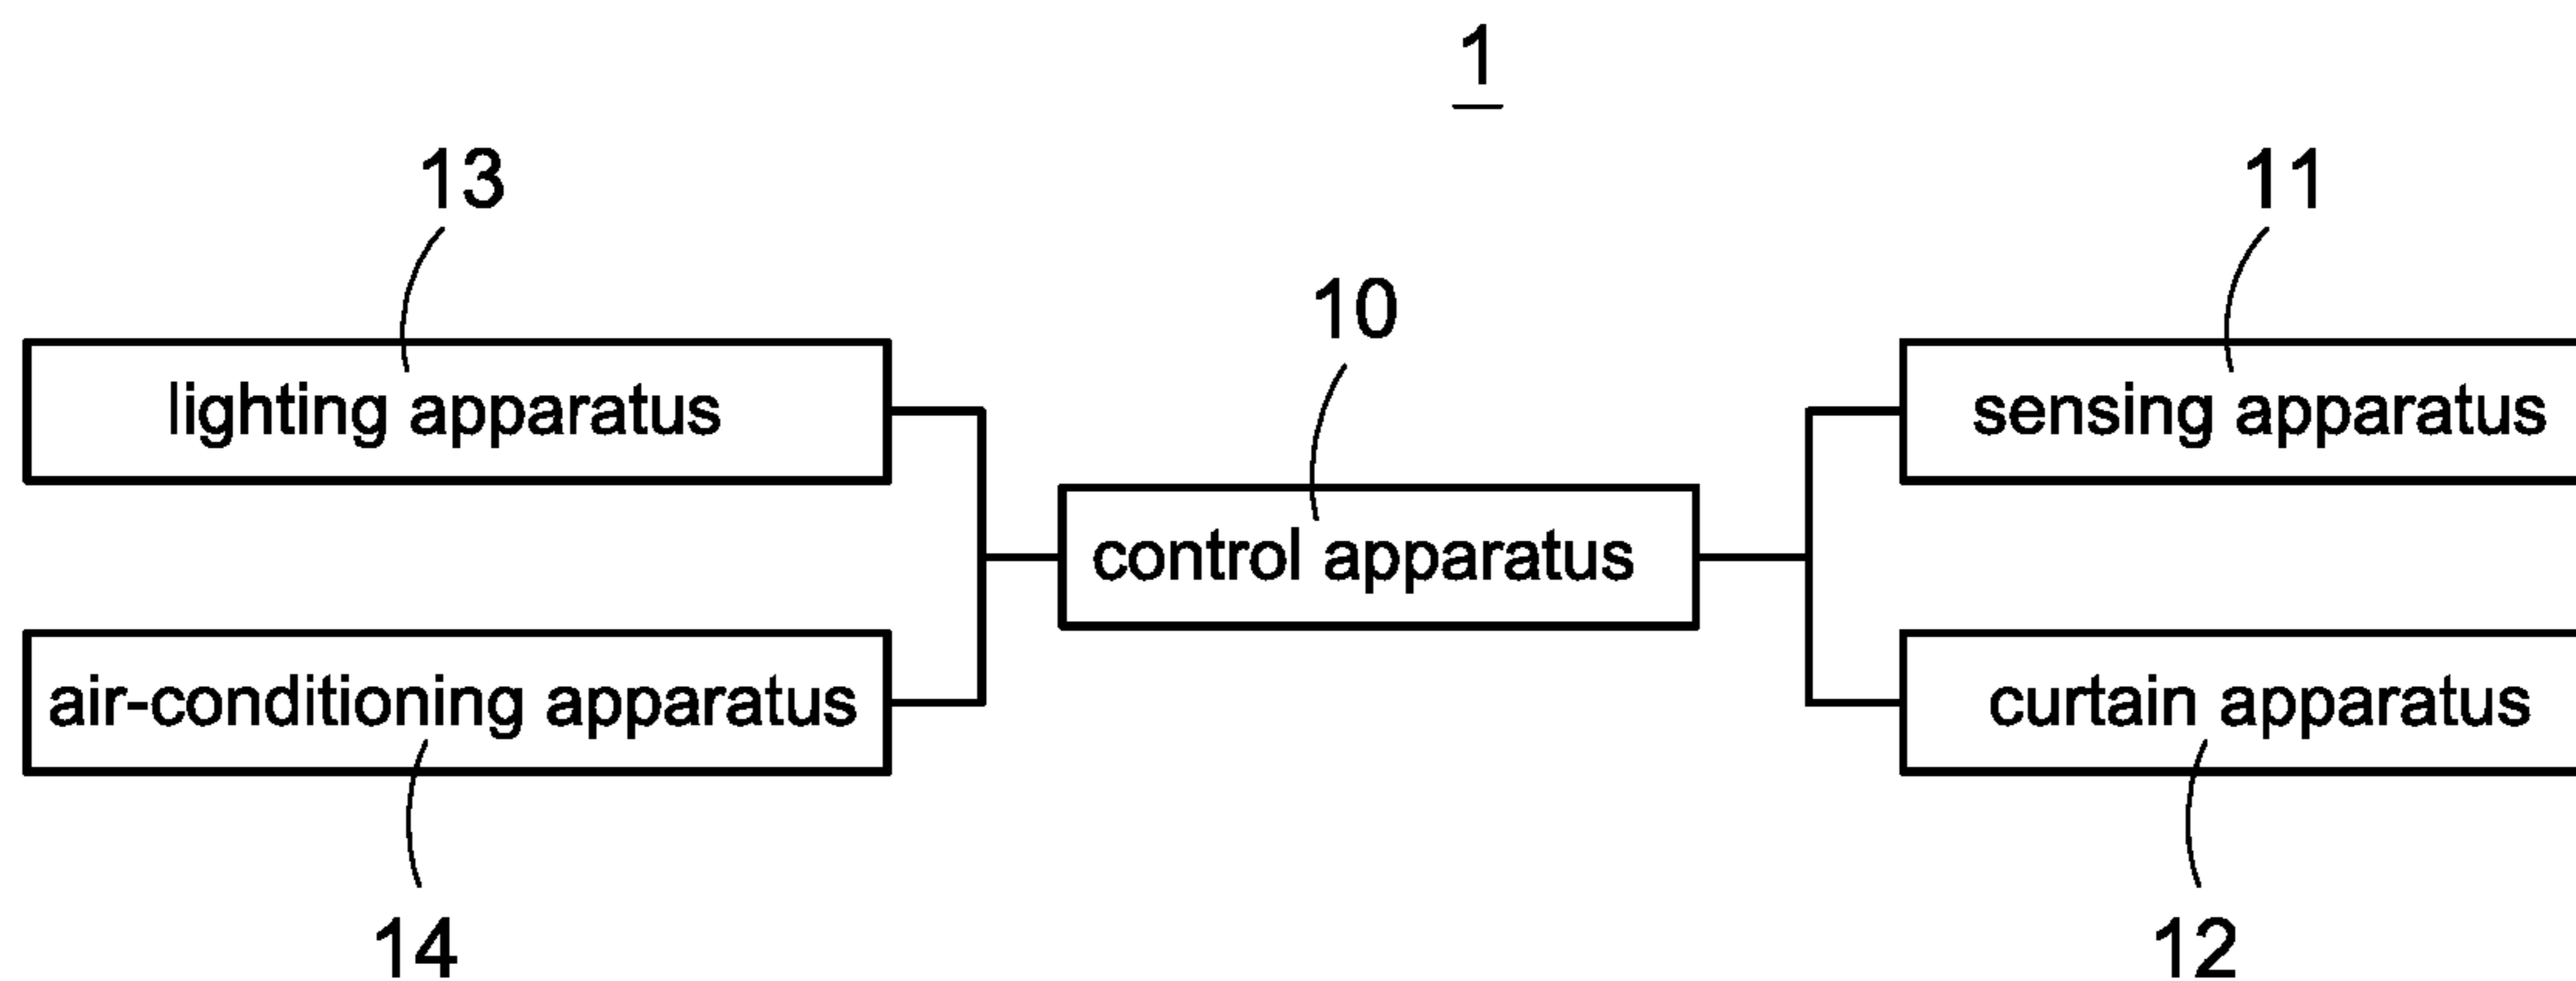 1
13
11
10
lighting apparatus
sensing apparatus
control apparatus
air-conditioning apparatus
curtain apparatus
14
12